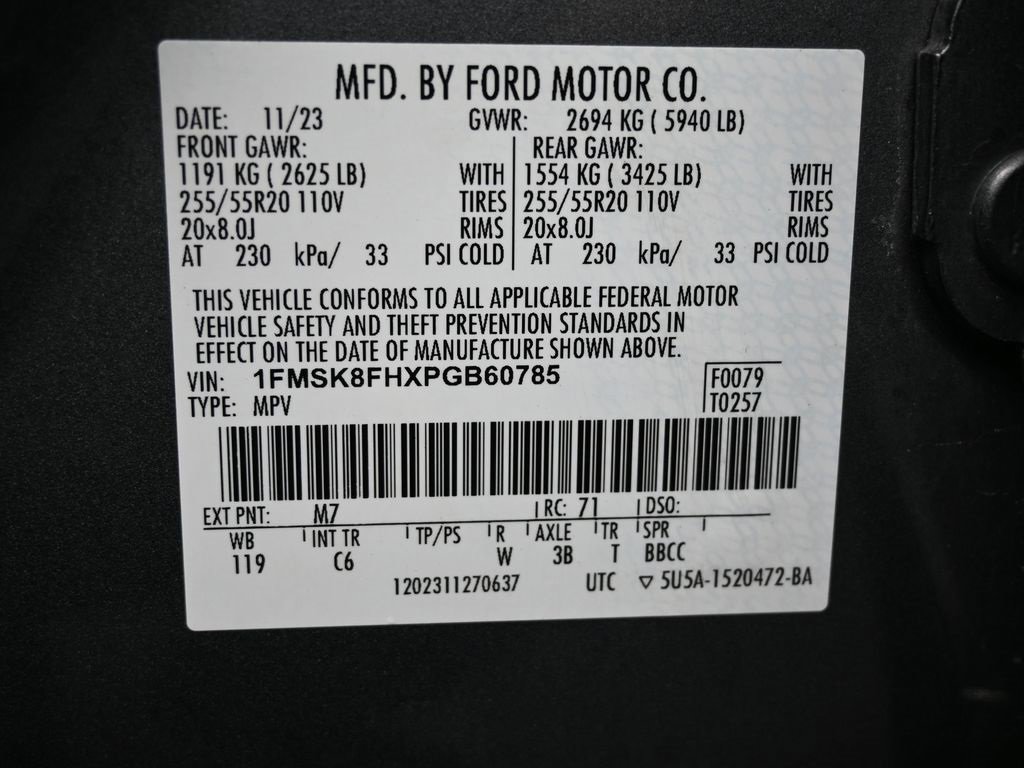 MFD. BY FORD MOTOR CO.
DATE: 11/23 GVWR: 2694 KG ( 5940 LB)
FRONT GAWR: REAR GAWR:
1191 KG ( 2625 LB) WITH 1554 KG ( 3425 LB) WITH
255/55R20 110V TIRES 255/55R20 110V TIRES
20x8.0J RIMS 20x8.0J RIMS
AT 230 kPa/ 33 PSI COLD AT 230 kPa/ 33 PSI COLD
THIS VEHICLE CONFORMS TO ALL APPLICABLE FEDERAL MOTOR
VEHICLE SAFETY AND THEFT PREVENTION STANDARDS IN
EFFECT ON THE DATE OF MANUFACTURE SHOWN ABOVE.
VIN: 1FMSK8FHXPGB60785 F0079
TYPE: MPV T0257
EXT PNT: M7 RC: 71 DSO:
WB INT TR TP/PS R AXLE TR SPR
119 C6 W 3B T BBCC
1202311270637 UTC ▽ 5U5A-1520472-BA